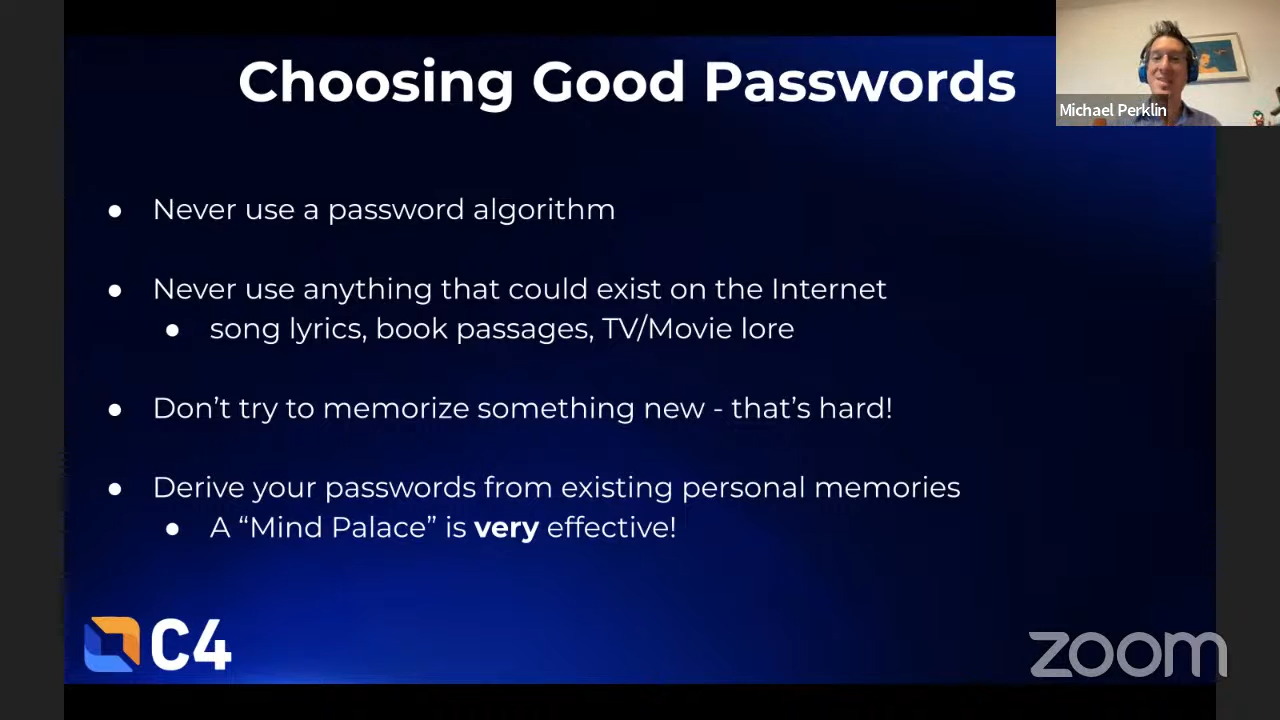 Choosing Good Passwords
Michael Perklin
● Never use a password algorithm
● Never use anything that could exist on the Internet
● song lyrics, book passages, TV/Movie lore
● Don’t try to memorize something new - that’s hard!
● Derive your passwords from existing personal memories
● A “Mind Palace” is very effective!
C4
zoom